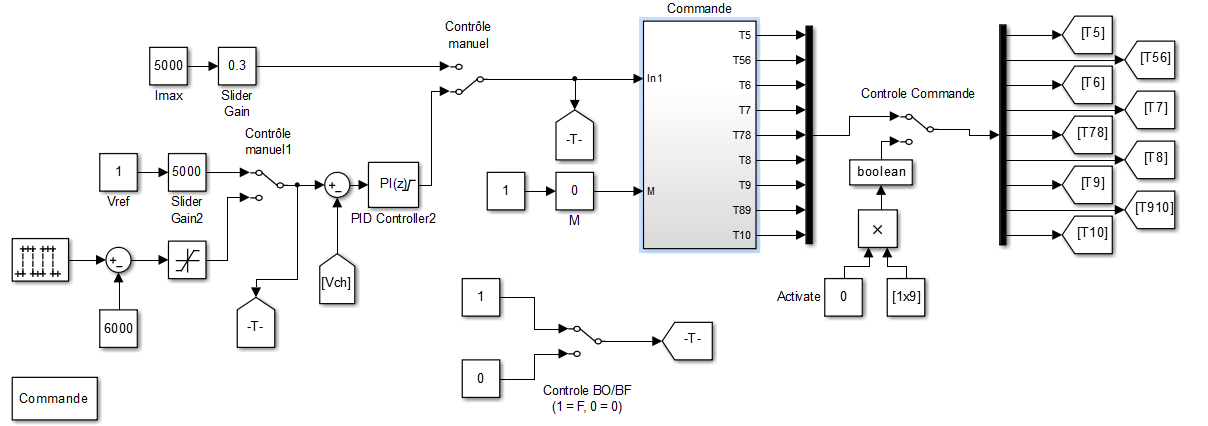 Commande
Contrôle
manuel
5000
Imax
0.3
Slider
Gain
Contrôle
manuel1
1
Vref
5000
Slider
Gain2
+
-
PI(z)
PID Controller2
+
-
6000
-T-
[Vch]
Commande
-T-
1
0
M
In1
M
T5
T56
T6
T7
T78
T8
T9
T89
T10
Controle Commande
boolean
×
Activate
0
[1x9]
[T5]
[T56]
[T6]
[T7]
[T78]
[T8]
[T9]
[T910]
[T10]
1
0
-T-
Controle BO/BF
(1 = F, 0 = 0)